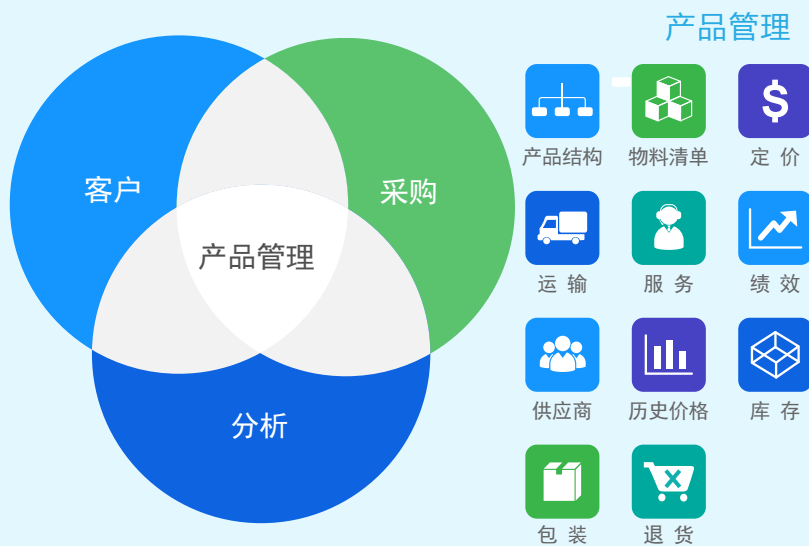 产品管理
客户
采购
产品管理
分析
产品结构
物料清单
定 价
运 输
服 务
绩 效
供应商
历史价格
库 存
包 装
退 货